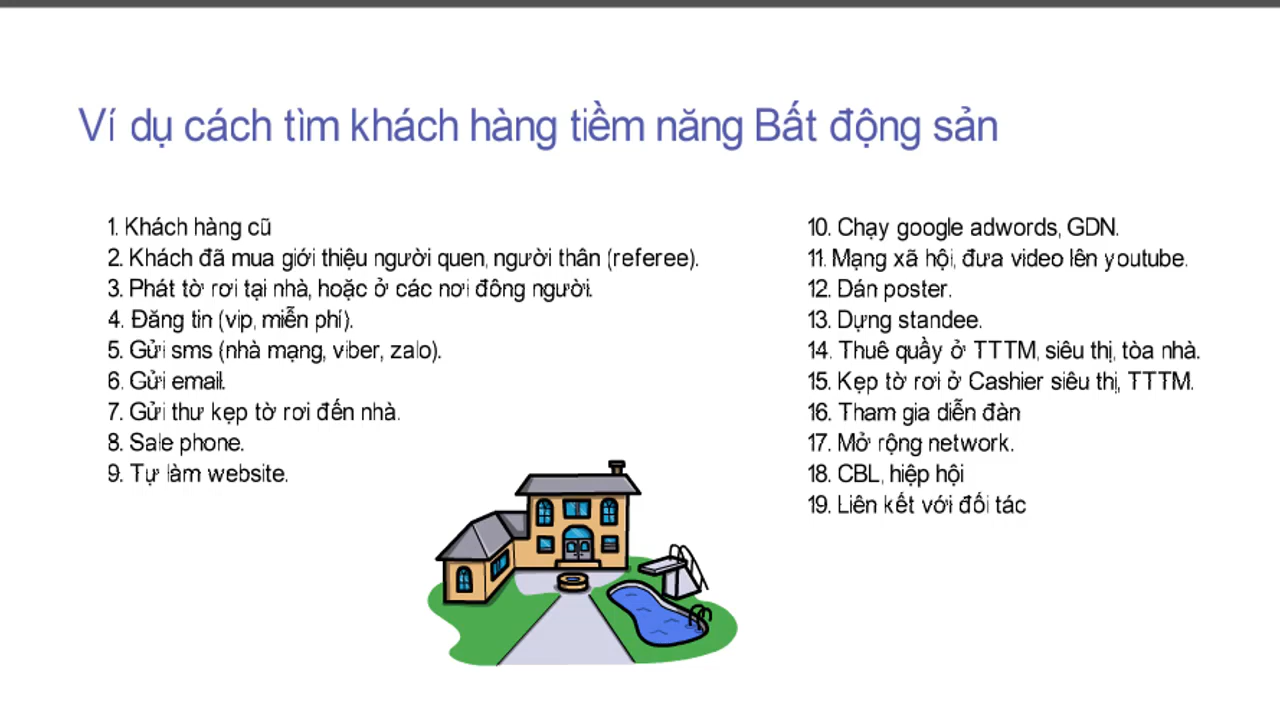 Ví dụ cách tìm khách hàng tiềm năng Bất động sản
1. Khách hàng cũ
2. Khách đã mua giới thiệu người quen, người thân (referee).
3. Phát tờ rơi tại nhà, hoặc ở các nơi đông người.
4. Đăng tin (vip, miễn phí).
5. Gửi sms (nhà mạng, viber, zalo).
6. Gửi email.
7. Gửi thư kẹp tờ rơi đến nhà.
8. Sale phone.
9. Tự làm website.
10. Chạy google adwords, GDN.
11. Mạng xã hội, đưa video lên youtube.
12. Dán poster.
13. Dựng standee.
14. Thuê quầy ở TTTM, siêu thị, tòa nhà.
15. Kẹp tờ rơi ở Cashier siêu thị, TTTM.
16. Tham gia diễn đàn
17. Mở rộng network.
18. CBL, hiệp hội
19. Liên kết với đối tác